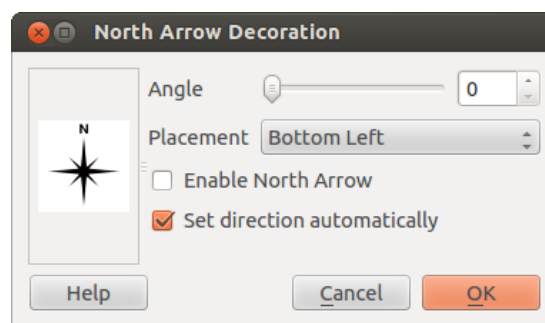 North Arrow Decoration
Angle
0
N
Placement Bottom Left
Enable North Arrow
Set direction automatically
Help Cancel OK